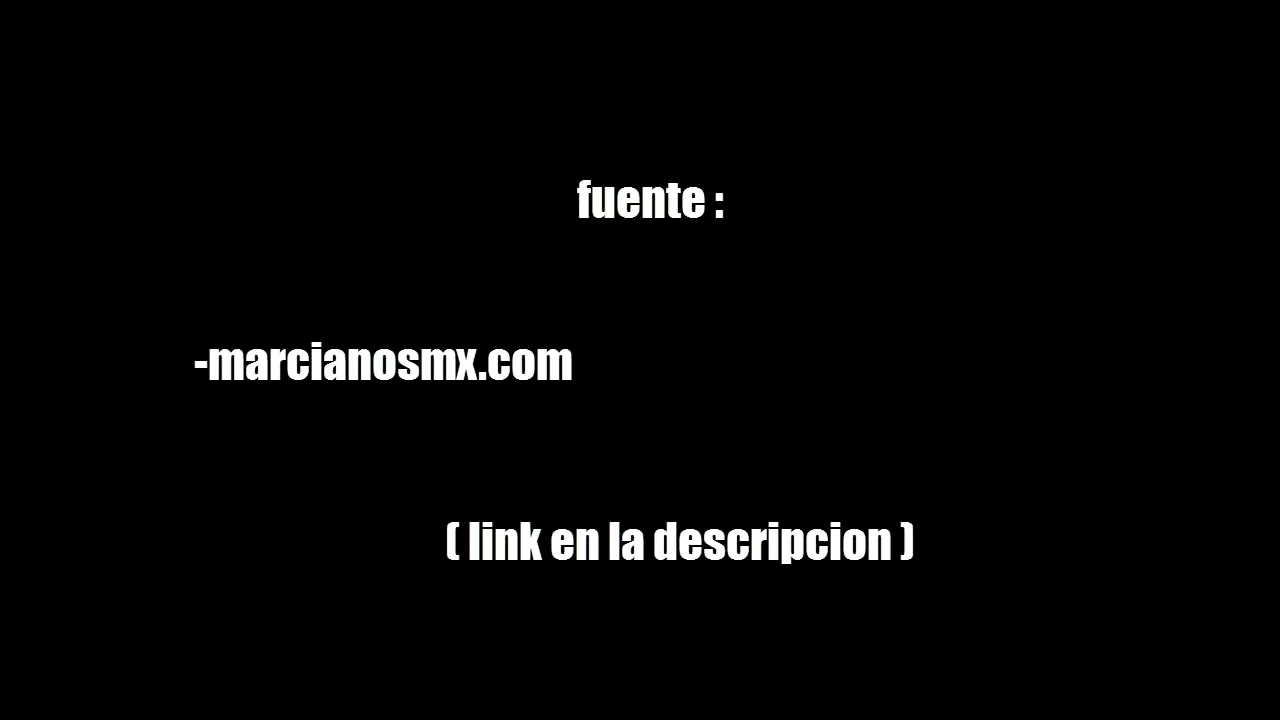 fuente :
-marcianosmx.com
( link en la descripcion )